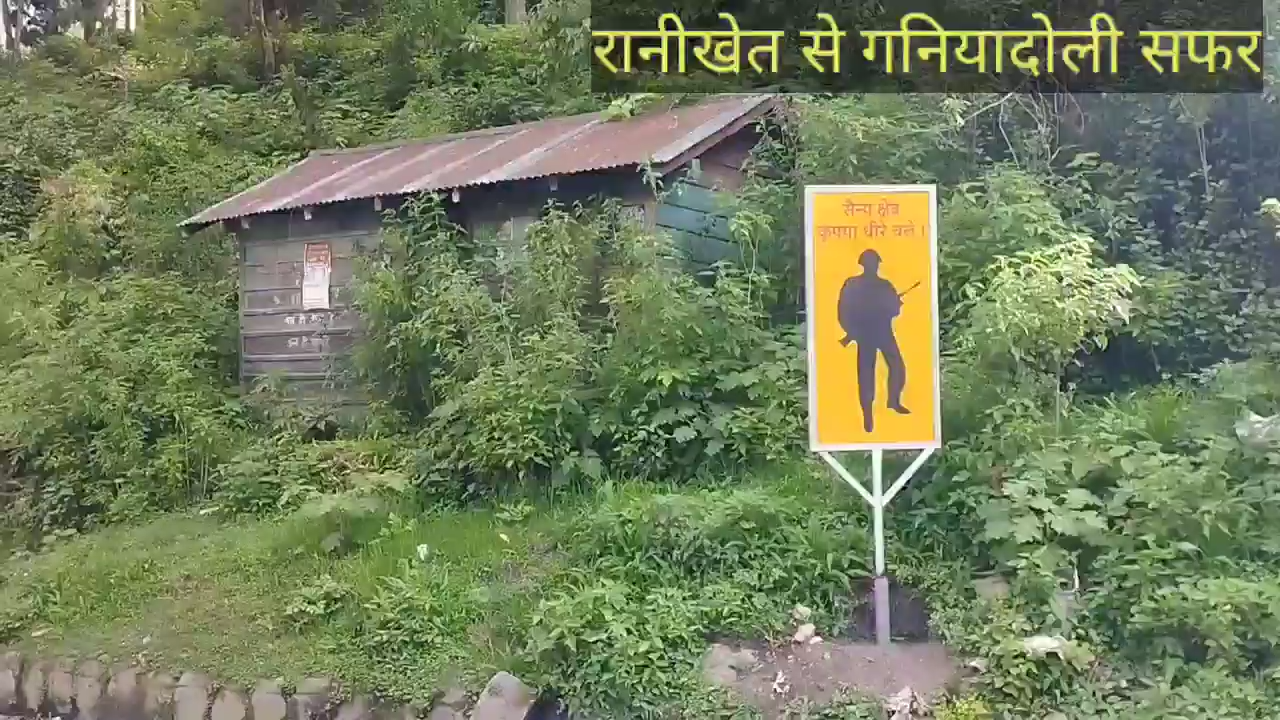 रानीखेत से गनियादोली सफर
सैन्य क्षेत्र
कृपया धीरे चले।